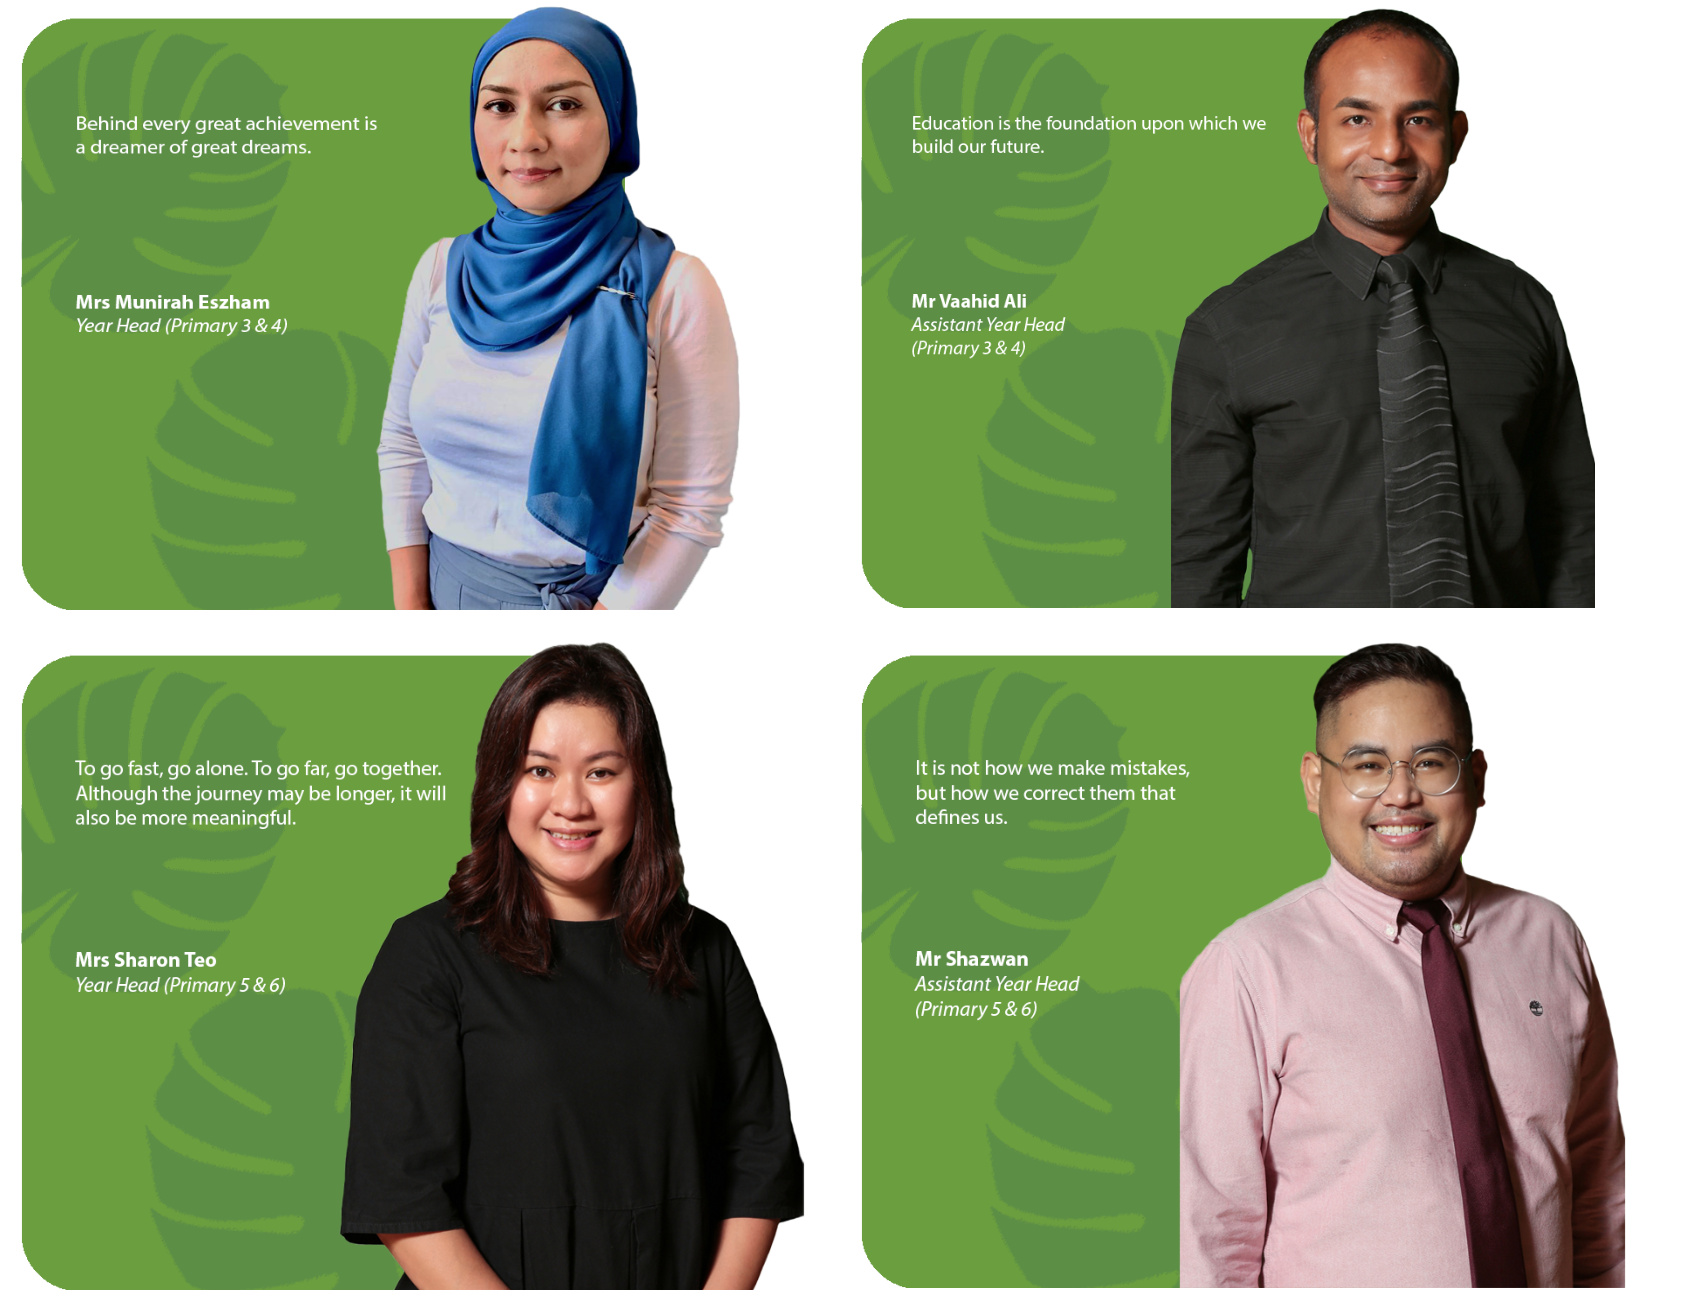 Behind every great achievement is
a dreamer of great dreams.
Mrs Munirah Eszham
Year Head (Primary 3 & 4)
Education is the foundation upon which we
build our future.
Mr Vaahid Ali
Assistant Year Head
(Primary 3 & 4)
To go fast, go alone. To go far, go together.
Although the journey may be longer, it will
also be more meaningful.
Mrs Sharon Teo
Year Head (Primary 5 & 6)
It is not how we make mistakes,
but how we correct them that
defines us.
Mr Shazwan
Assistant Year Head
(Primary 5 & 6)